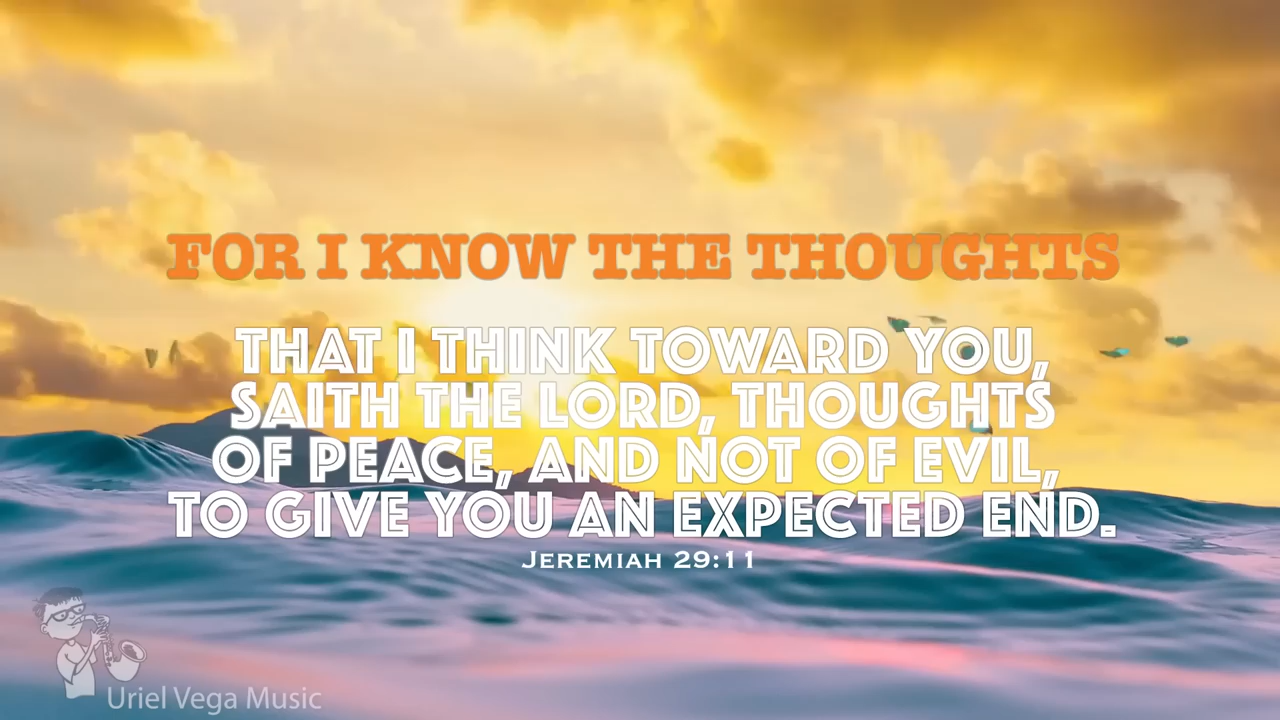 FOR I KNOW THE THOUGHTS
THAT I THINK TOWARD YOU,
SAITH THE LORD, THOUGHTS
OF PEACE, AND NOT OF EVIL,
TO GIVE YOU AN EXPECTED END.
JEREMIAH 29:11
Uriel Vega Music